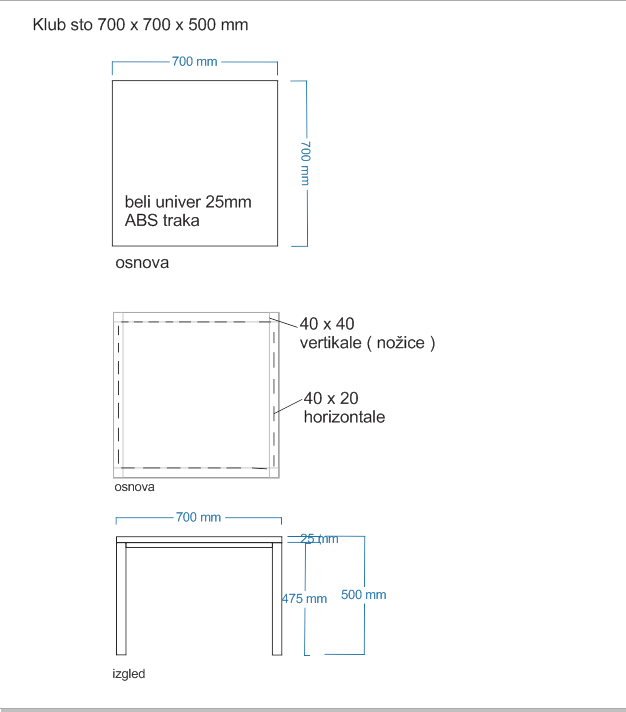 Klub sto 700 x 700 x 500 mm
700 mm
700 mm
beli univer 25mm
ABS traka
osnova
40 x 40
vertikale ( nožice )
40 x 20
horizontale
osnova
700 mm
25 mm
475 mm
500 mm
izgled